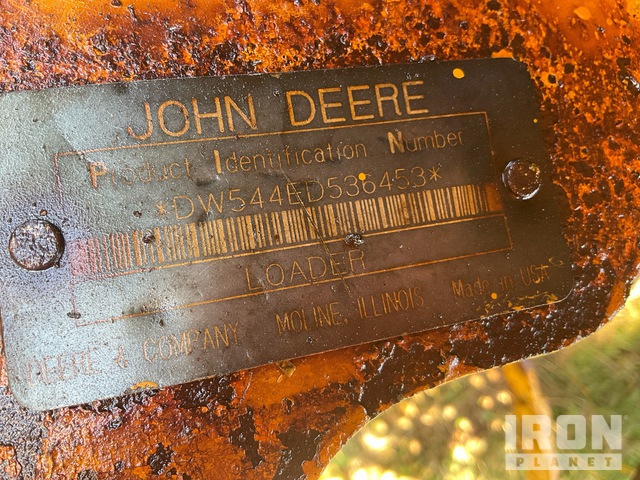 JOHN DEERE
Product Identification Number
*DW544ED536453*
LOADER
DEERE & COMPANY MOLINE, ILLINOIS Made in USA
IRON
PLANET